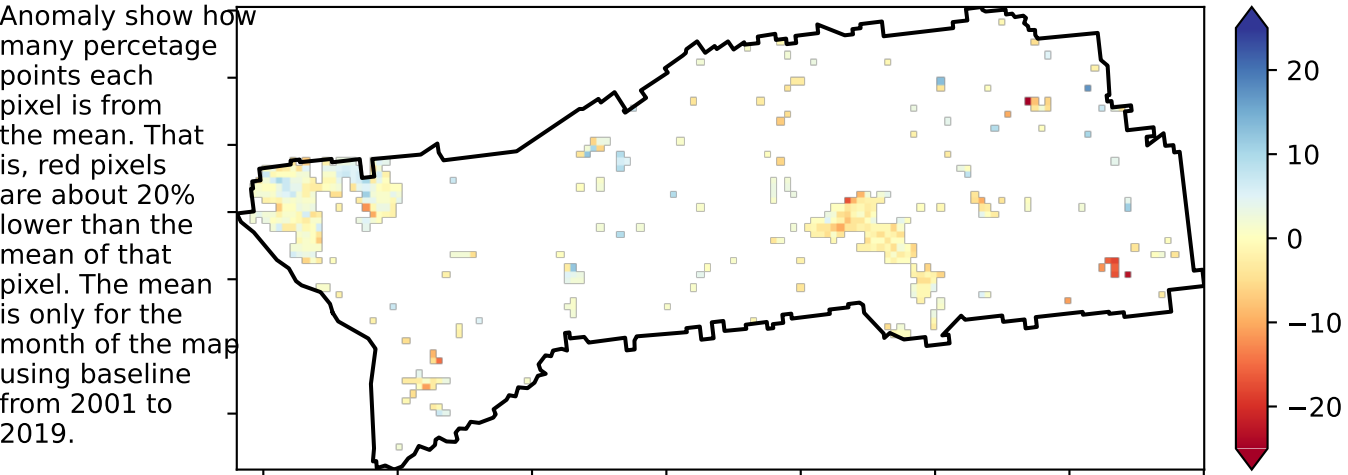 Anomaly show how
many percetage
points each
pixel is from
the mean. That
is, red pixels
are about 20%
lower than the
mean of that
pixel. The mean
is only for the
month of the map
using baseline
from 2001 to
2019.
20
10
0
−10
−20